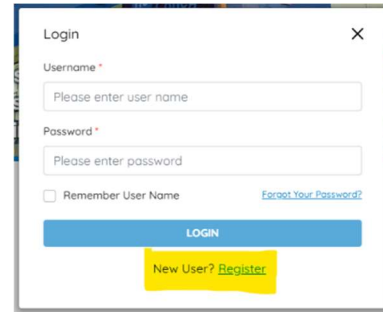 Login
Username *
Please enter user name
Password *
Please enter password
Remember User Name Forgot Your Password?
LOGIN
New User? Register